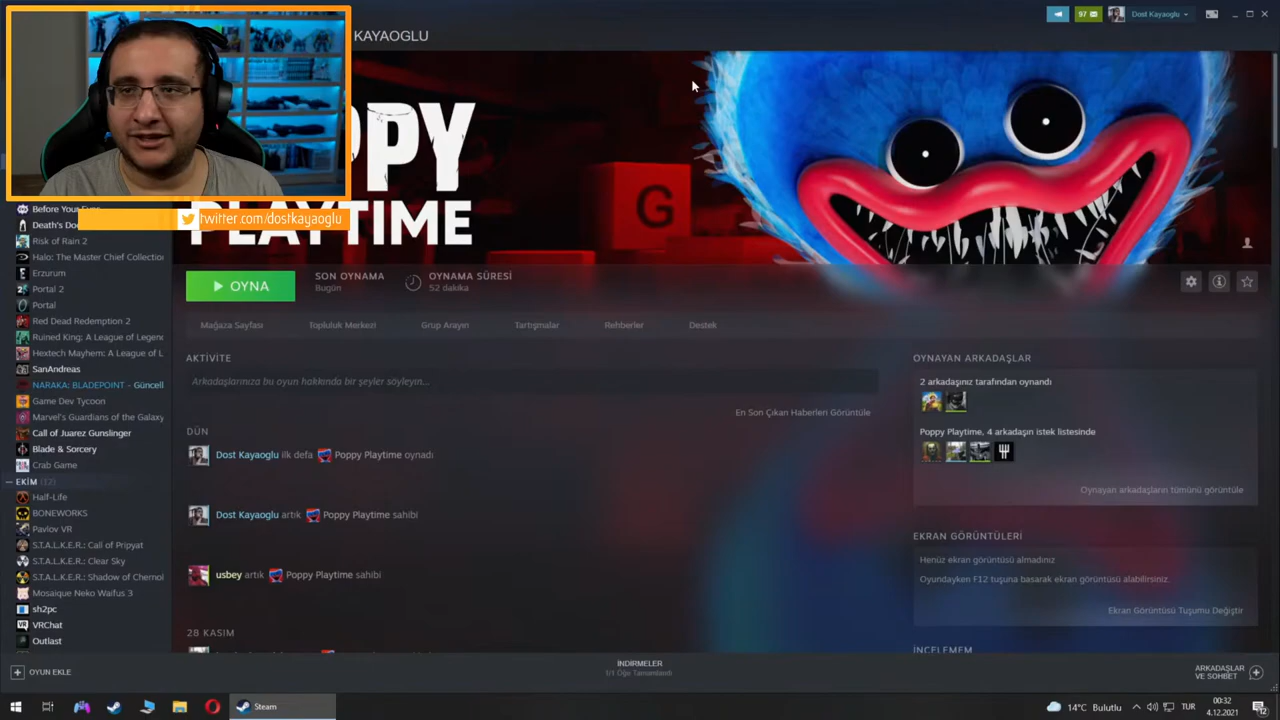 97
Dost Kayaoglu
KAYAOGLU
PPY
PLAYTIME
G
twitter.com/dostkayaoglu
Before Your Eyes
Death's Doo
Risk of Rain 2
Halo: The Master Chief Collection
Erzurum
Portal 2
Portal
Red Dead Redemption 2
Ruined King: A League of Legend
Hextech Mayhem: A League of L
SanAndreas
NARAKA: BLADEPOINT - Güncell
Game Dev Tycoon
Marvel's Guardians of the Galaxy
Call of Juarez Gunslinger
Blade & Sorcery
Crab Game
EKİM (12)
Half-Life
BONEWORKS
Pavlov VR
S.T.A.L.K.E.R.: Call of Pripyat
S.T.A.L.K.E.R.: Clear Sky
S.T.A.L.K.E.R.: Shadow of Chernol
Mosaique Neko Waifus 3
sh2pc
VRChat
Outlast
OYNA
SON OYNAMA
Bugün
OYNAMA SÜRESİ
52 dakika
Mağaza Sayfası
Topluluk Merkezi
Grup Arayın
Tartışmalar
Rehberler
Destek
AKTİVİTE
Arkadaşlarınıza bu oyun hakkında bir şeyler söyleyin...
En Son Çıkan Haberleri Görüntüle
DÜN
Dost Kayaoglu ilk defa Poppy Playtime oynadı
Dost Kayaoglu artık Poppy Playtime sahibi
usbey artık Poppy Playtime sahibi
28 KASIM
OYNAYAN ARKADAŞLAR
2 arkadaşınız tarafından oynandı
Poppy Playtime, 4 arkadaşın istek listesinde
Oynayan arkadaşların tümünü görüntüle
EKRAN GÖRÜNTÜLERİ
Henüz ekran görüntüsü almadınız
Oyundayken F12 tuşuna basarak ekran görüntüsü alabilirsiniz.
Ekran Görüntüsü Tuşumu Değiştir
İNCELEMEM
OYUN EKLE
İNDİRMELER
1/1 Öğe Tamamlandı
ARKADAŞLAR
VE SOHBET
Steam
14°C Bulutlu
TUR
00:32
4.12.2021
12